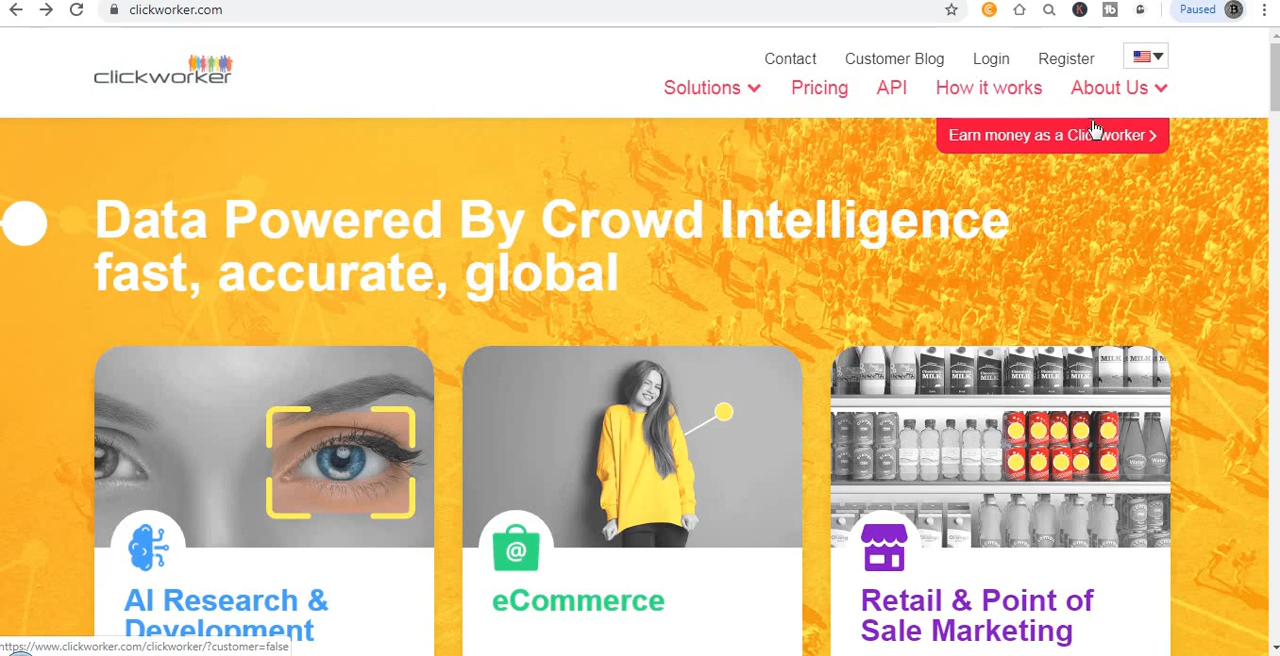 clickworker.com
Paused
clickworker
Contact Customer Blog Login Register
Solutions Pricing API How it works About Us
Earn money as a Clickworker
Data Powered By Crowd Intelligence
fast, accurate, global
MILK MILK
@
AI Research &
Development
eCommerce
Retail & Point of
Sale Marketing
https://www.clickworker.com/clickworker/?customer=false